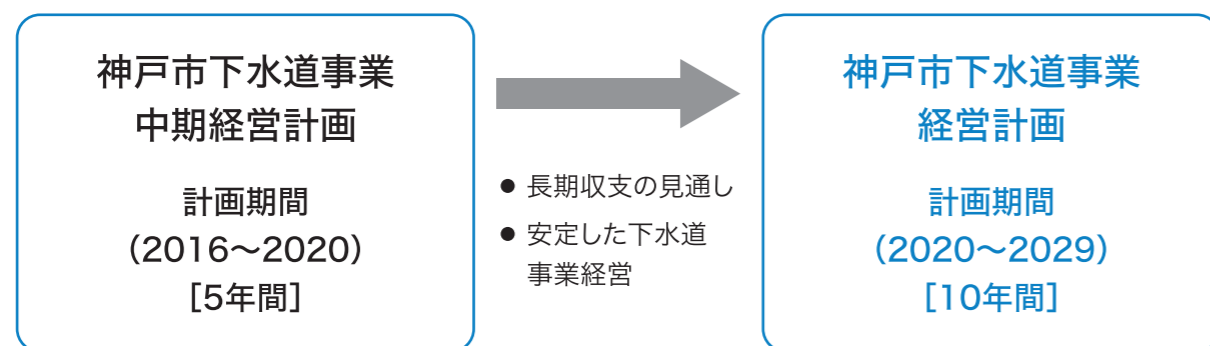 神戸市下水道事業
中期経営計画
計画期間
（2016〜2020）
［5年間］
● 長期収支の見通し
● 安定した下水道
事業経営
神戸市下水道事業
経営計画
計画期間
（2020〜2029）
［10年間］